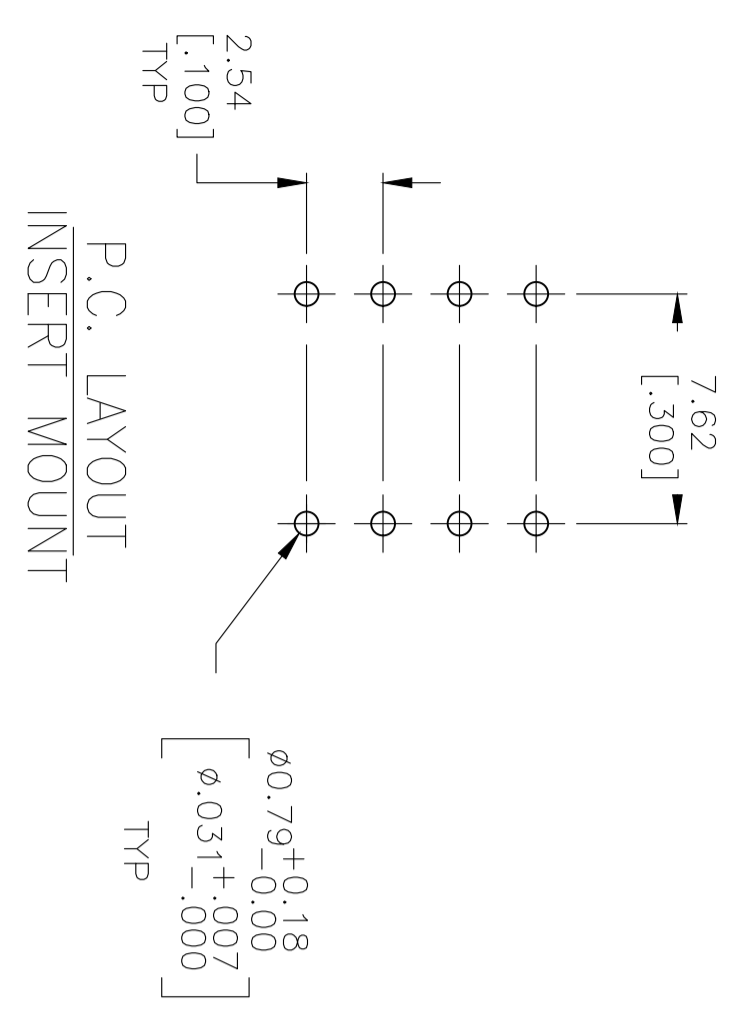 7.62
[.300]
2.54
[.100]
TYP
ø0.79+0.18
-0.00
[ø.031+.007
-.000]
TYP
P.C. LAYOUT
INSERT MOUNT